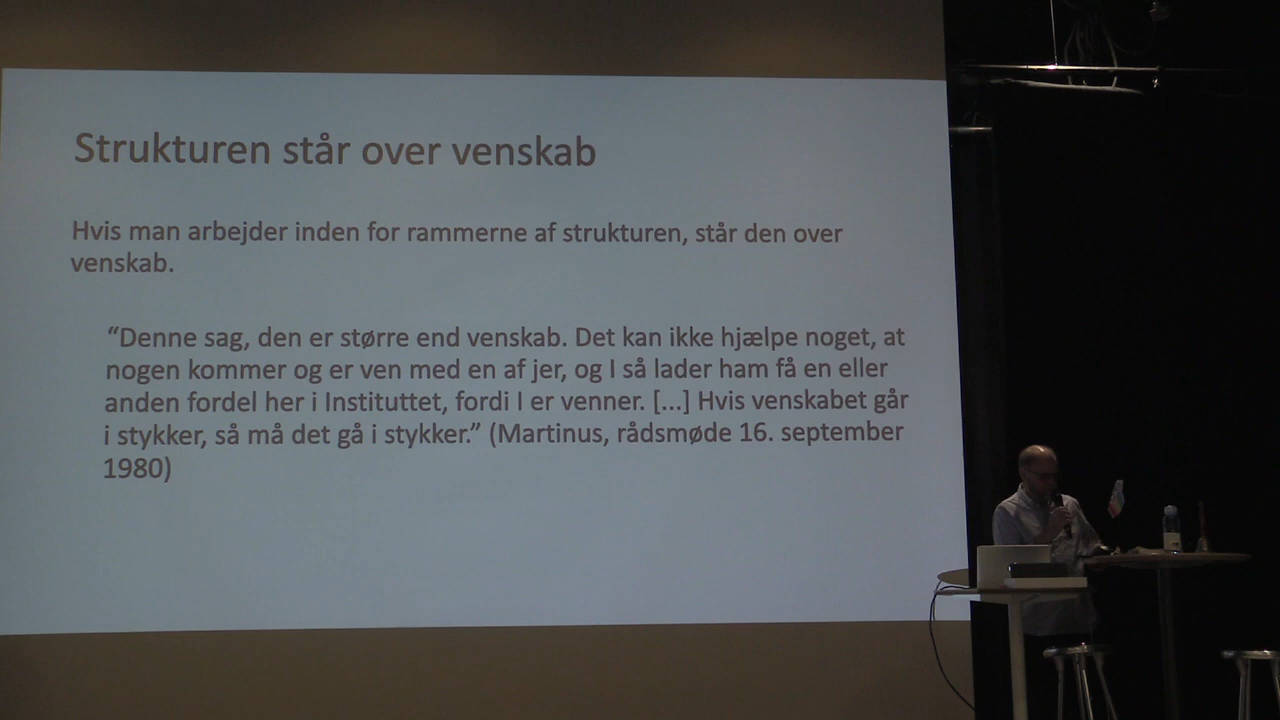 Strukturen står over venskab
Hvis man arbejder inden for rammerne af strukturen, står den over
venskab.
“Denne sag, den er større end venskab. Det kan ikke hjælpe noget, at
nogen kommer og er ven med en af jer, og I så lader ham få en eller
anden fordel her i Instituttet, fordi I er venner. [...] Hvis venskabet går
i stykker, så må det gå i stykker.” (Martinus, rådsmøde 16. september
1980)